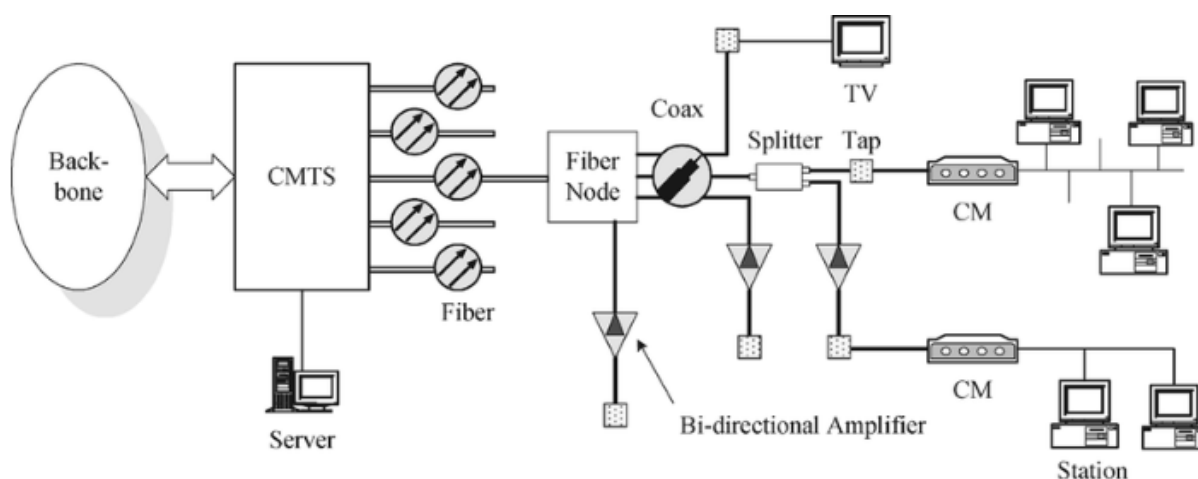 Back-
bone
CMTS
Fiber
Server
Fiber
Node
Coax
TV
Splitter
Tap
CM
CM
Bi-directional Amplifier
Station